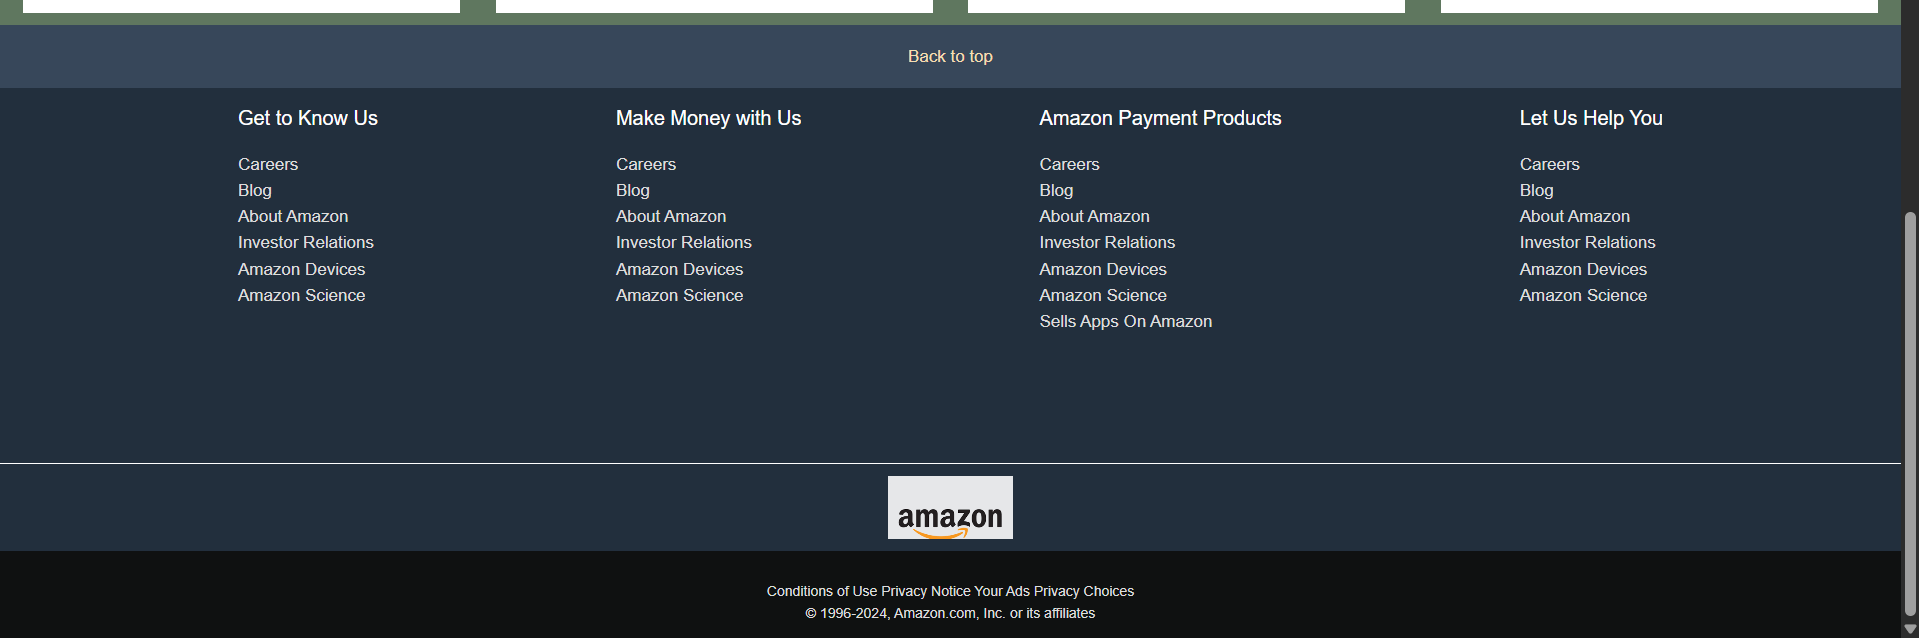 Back to top
Get to Know Us
Careers
Blog
About Amazon
Investor Relations
Amazon Devices
Amazon Science
Make Money with Us
Careers
Blog
About Amazon
Investor Relations
Amazon Devices
Amazon Science
Amazon Payment Products
Careers
Blog
About Amazon
Investor Relations
Amazon Devices
Amazon Science
Sells Apps On Amazon
Let Us Help You
Careers
Blog
About Amazon
Investor Relations
Amazon Devices
Amazon Science
amazon
Conditions of Use Privacy Notice Your Ads Privacy Choices
© 1996-2024, Amazon.com, Inc. or its affiliates